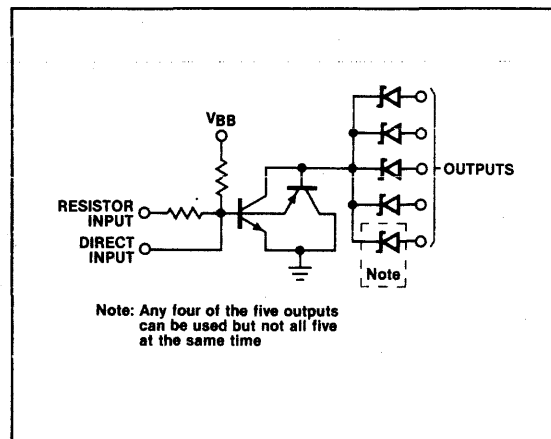 VBB
OUTPUTS
RESISTOR
INPUT
DIRECT
INPUT
Note
Note: Any four of the five outputs
can be used but not all five
at the same time